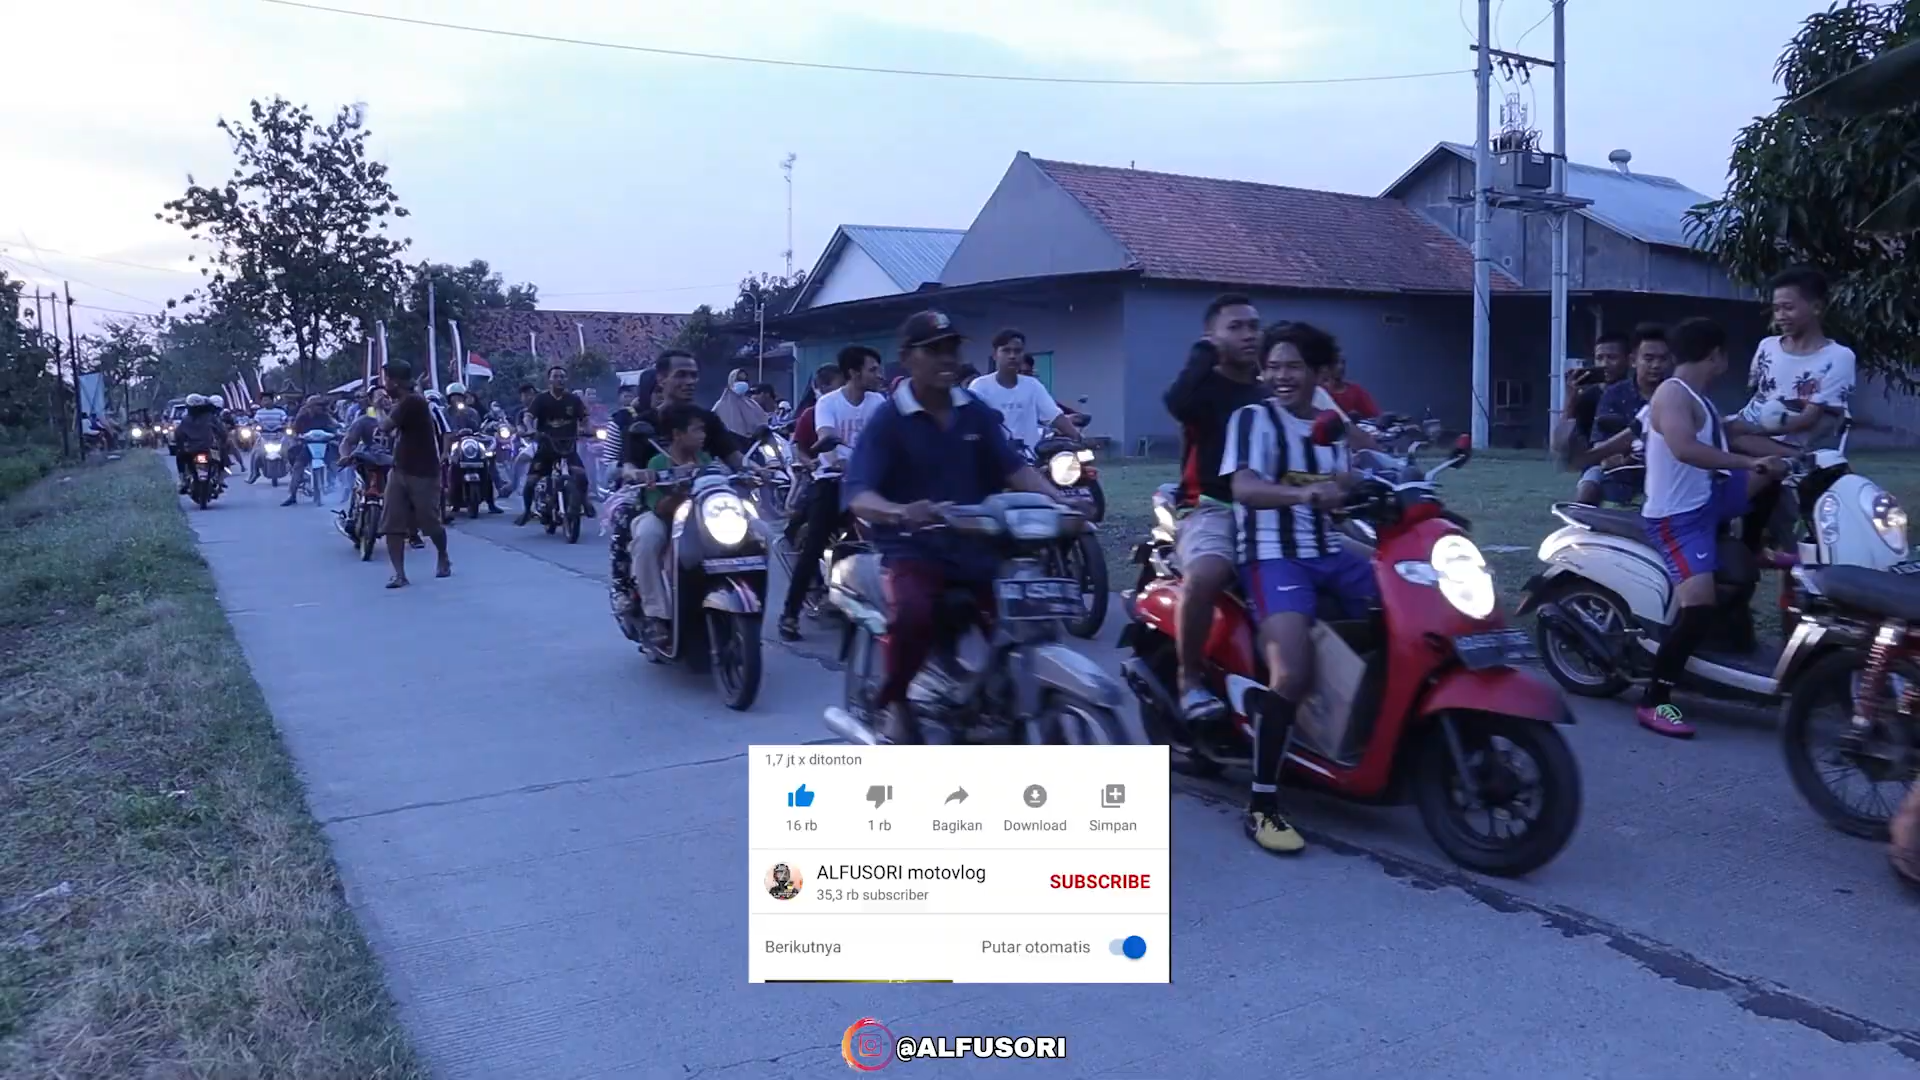 1,7 jt x ditonton
16 rb
1 rb
Bagikan
Download
Simpan
ALFUSORI motovlog
SUBSCRIBE
35,3 rb subscriber
Berikutnya
Putar otomatis
@ALFUSORI